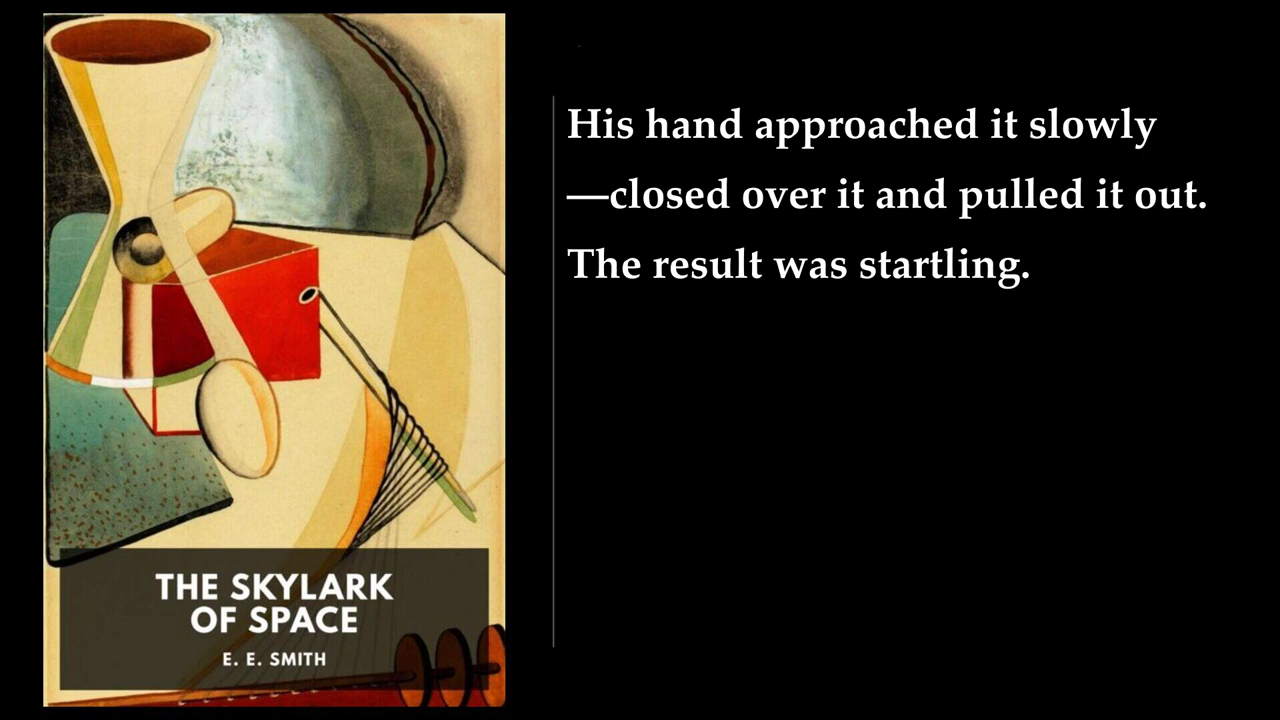 THE SKYLARK
OF SPACE
E. E. SMITH
His hand approached it slowly
—closed over it and pulled it out.
The result was startling.